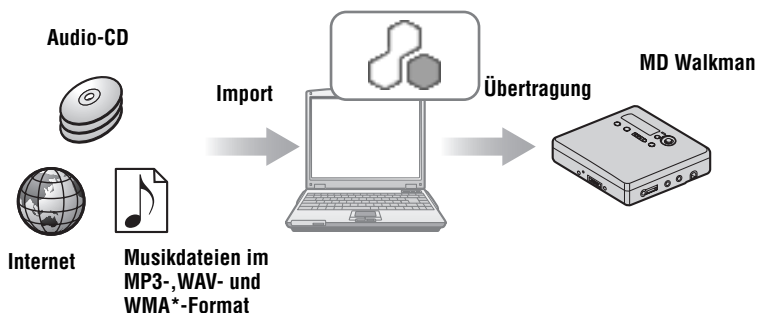 Audio-CD
Import
Übertragung
MD Walkman
Internet
Musikdateien im
MP3-,WAV- und
WMA*-Format